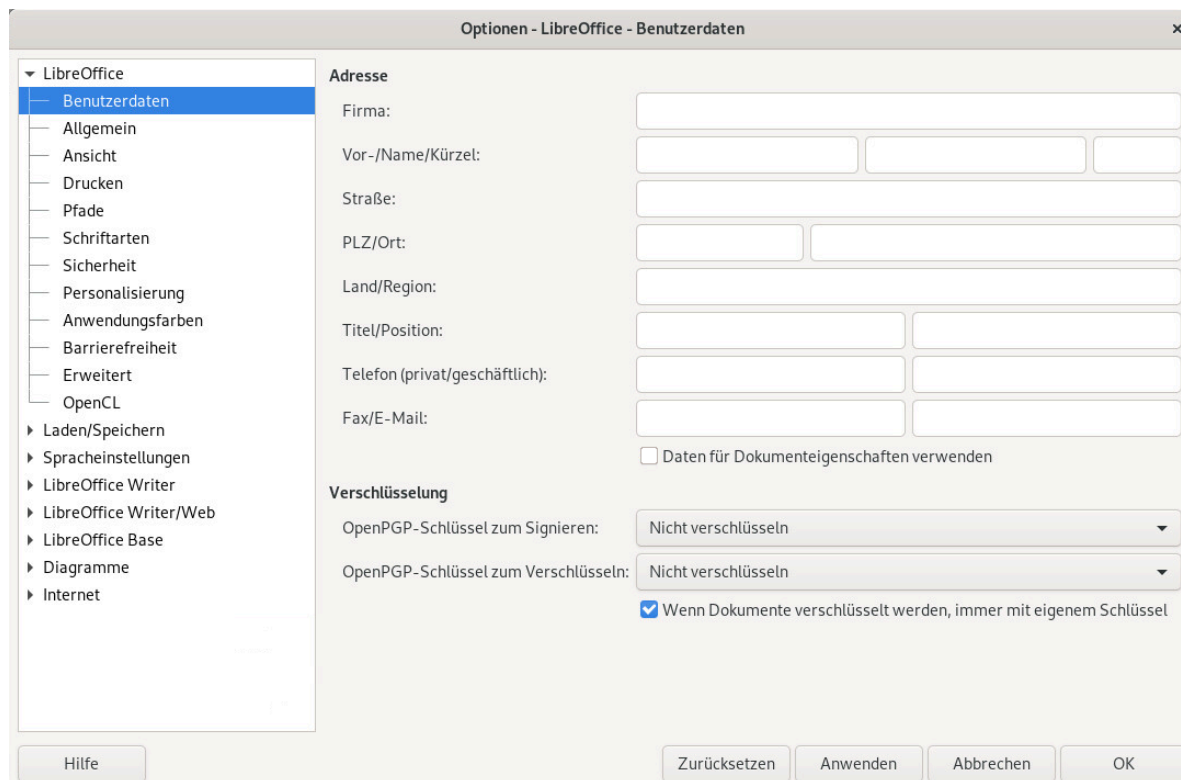 Optionen - LibreOffice - Benutzerdaten
LibreOffice
Benutzerdaten
Allgemein
Ansicht
Drucken
Pfade
Schriftarten
Sicherheit
Personalisierung
Anwendungsfarben
Barrierefreiheit
Erweitert
OpenCL
Laden/Speichern
Spracheinstellungen
LibreOffice Writer
LibreOffice Writer/Web
LibreOffice Base
Diagramme
Internet
Adresse
Firma:
Vor-/Name/Kürzel:
Straße:
PLZ/Ort:
Land/Region:
Titel/Position:
Telefon (privat/geschäftlich):
Fax/E-Mail:
Daten für Dokumenteigenschaften verwenden
Verschlüsselung
OpenPGP-Schlüssel zum Signieren: Nicht verschlüseln
OpenPGP-Schlüssel zum Verschlüseln: Nicht verschlüseln
Wenn Dokumente verschlüsselt werden, immer mit eigenem Schlüssel
Hilfe Zurücksetzen Anwenden Abbrechen OK